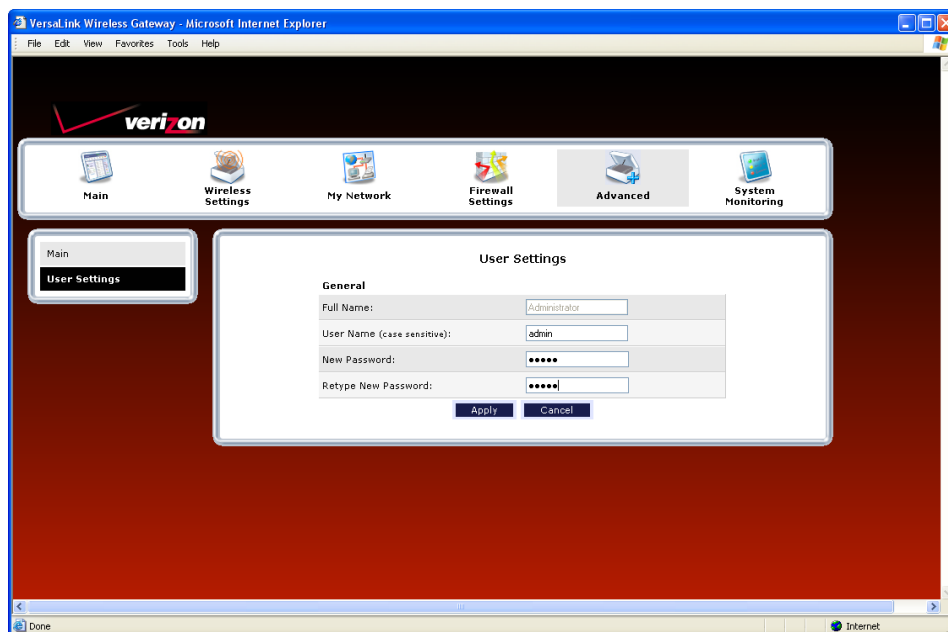 VersaLink Wireless Gateway - Microsoft Internet Explorer
File Edit View Favorites Tools Help
verizon
Main
Wireless Settings
My Network
Firewall Settings
Advanced
System Monitoring
Main
User Settings
User Settings
General
Full Name: Administrator
User Name (case sensitive): admin
New Password: •••••
Retype New Password: •••••
Apply Cancel
Done Internet